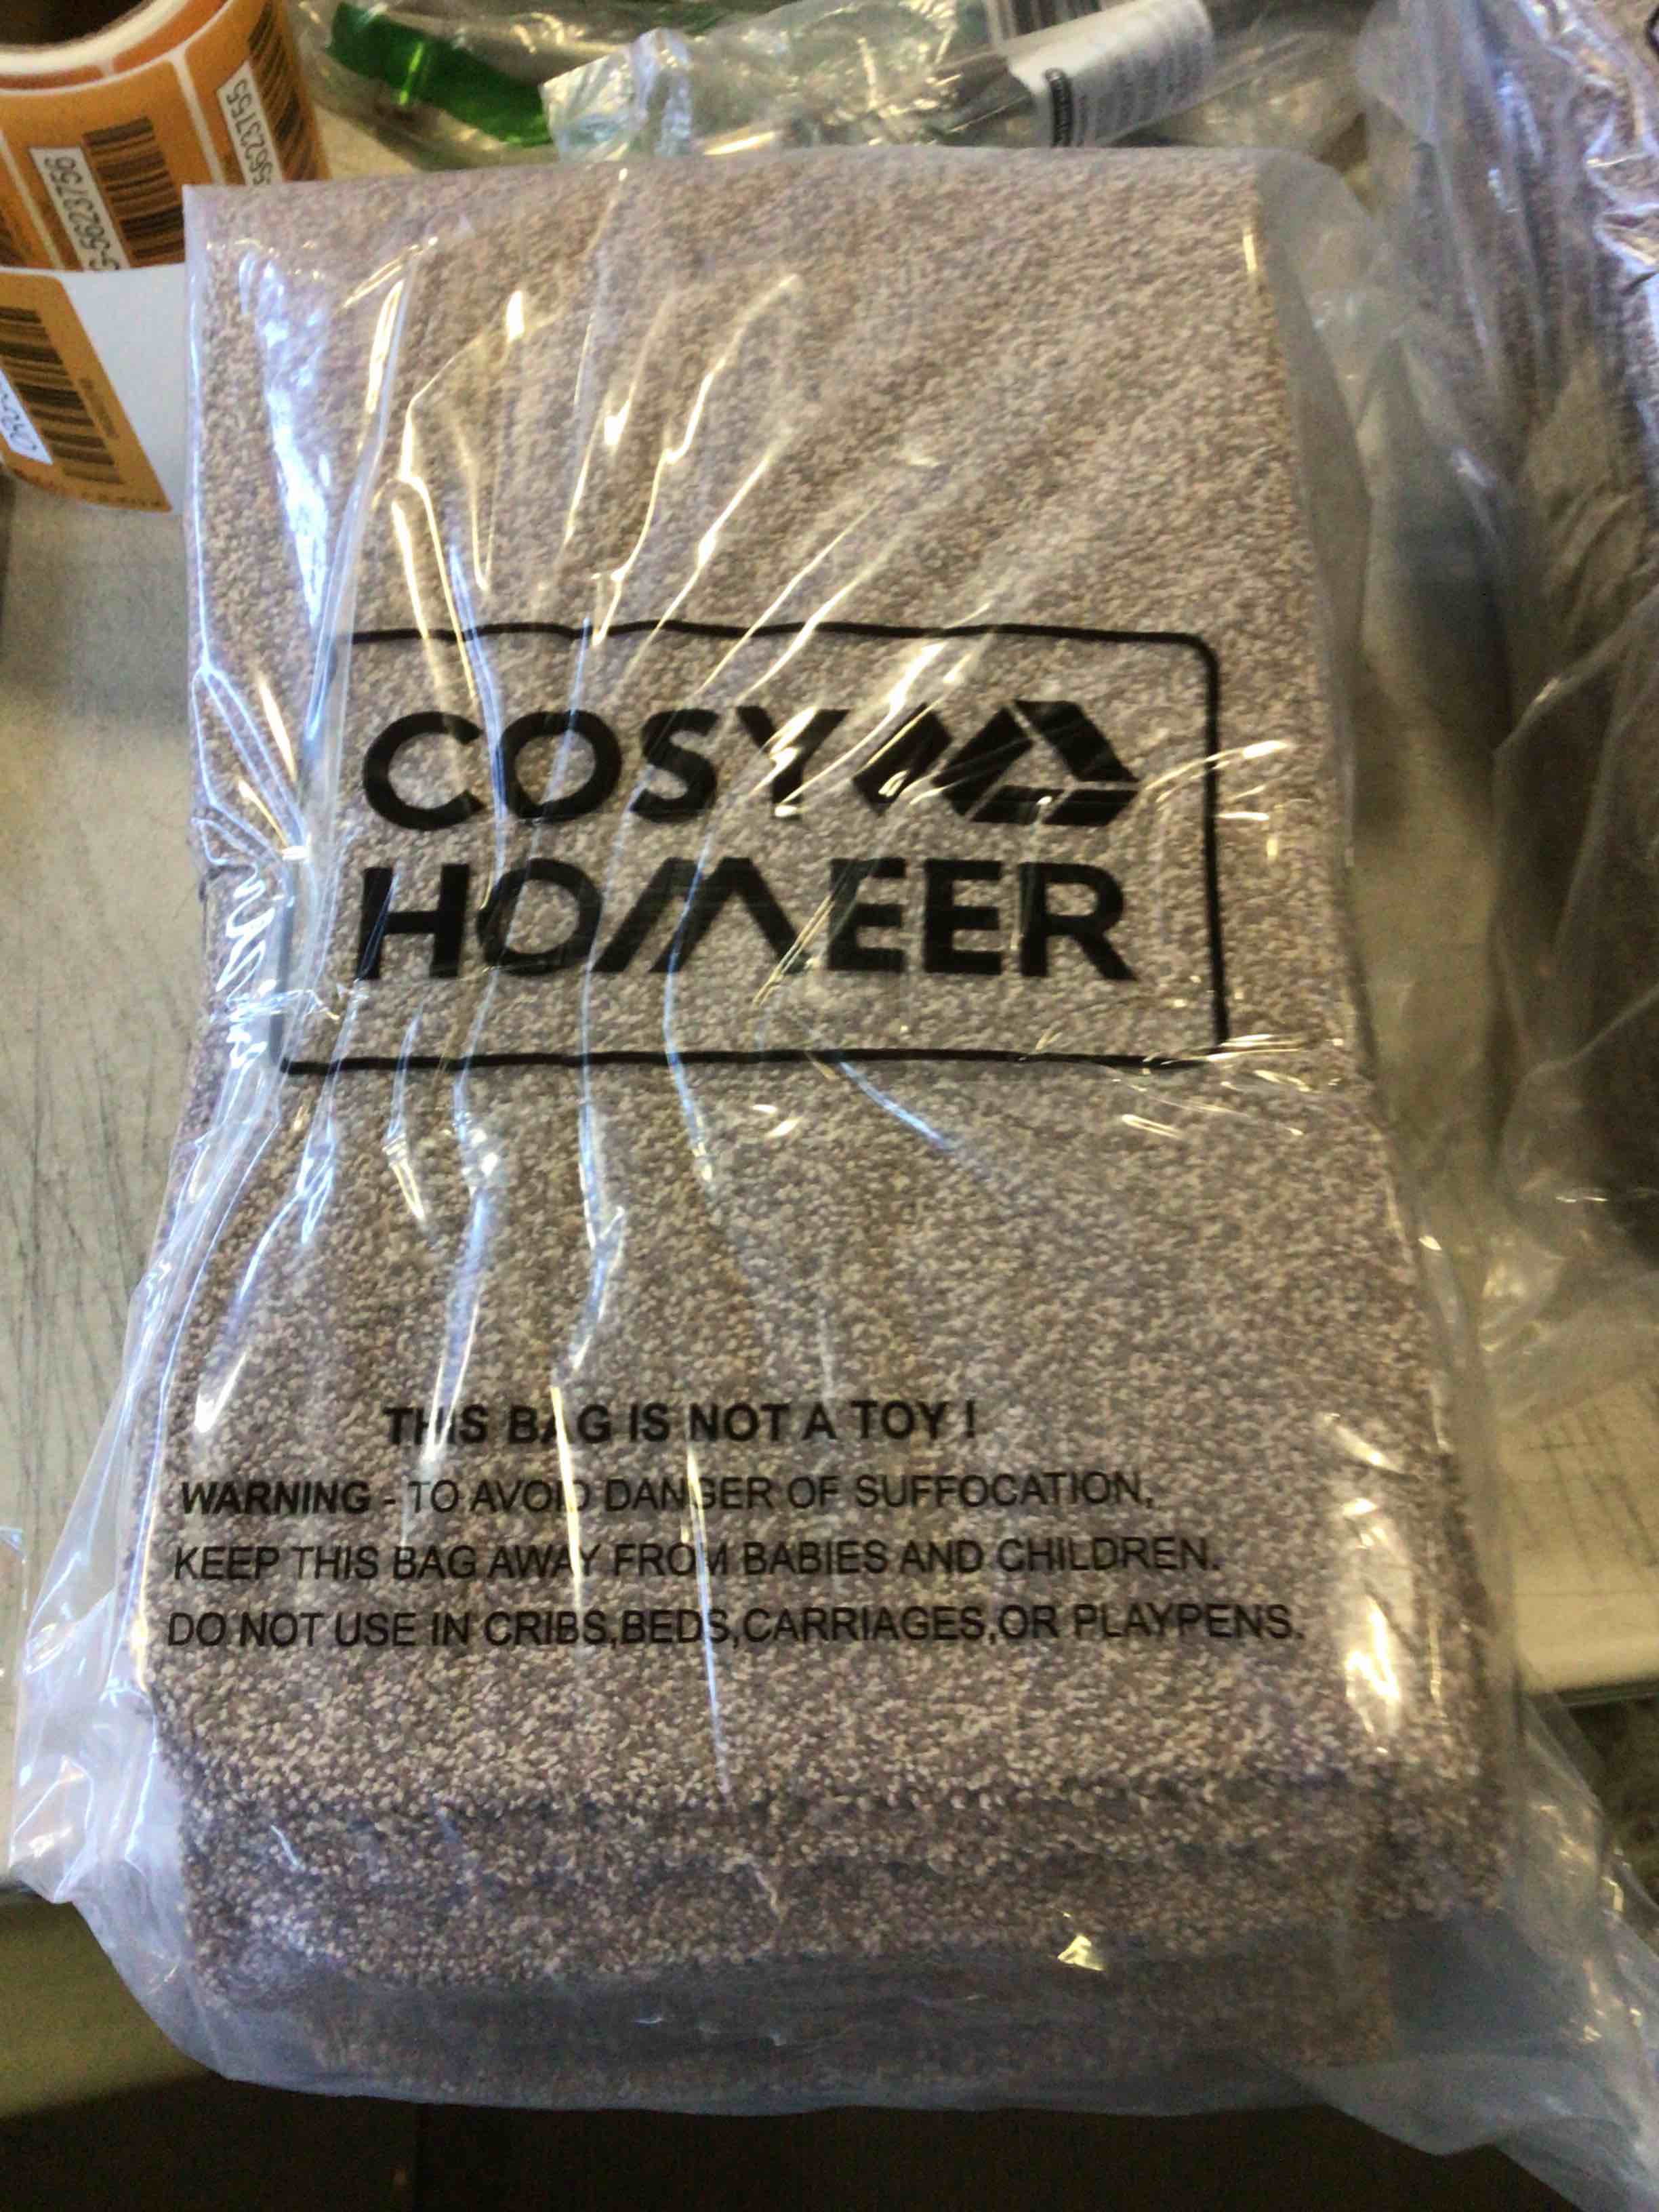 COSY
HOMEER
THIS BAG IS NOT A TOY !
WARNING - TO AVOID DANGER OF SUFFOCATION,
KEEP THIS BAG AWAY FROM BABIES AND CHILDREN.
DO NOT USE IN CRIBS,BEDS,CARRIAGES,OR PLAYPENS.